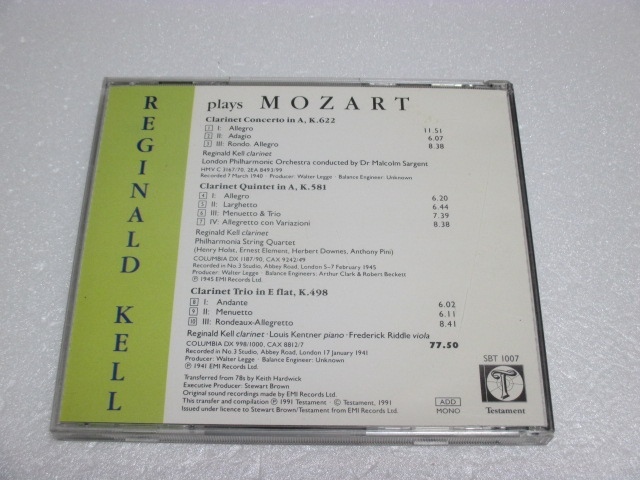 REGINALD KELL
plays MOZART
Clarinet Concerto in A, K.622
1 I: Allegro 11.51
2 II: Adagio 6.07
3 III: Rondo. Allegro 8.38
Reginald Kell clarinet
London Philharmonic Orchestra conducted by Dr Malcolm Sargent
HMV C 3167/70, 2EA 8493/99
Recorded 7 March 1940 · Producer: Walter Legge · Balance Engineer: Unknown
Clarinet Quintet in A, K.581
4 I: Allegro 6.20
5 II: Larghetto 6.44
6 III: Menuetto & Trio 7.39
7 IV: Allegretto con Variazioni 8.38
Reginald Kell clarinet
Philharmonia String Quartet
(Henry Holst, Ernest Element, Herbert Downes, Anthony Pini)
COLUMBIA DX 1187/90, CAX 9242/49
Recorded in No.3 Studio, Abbey Road, London 5–7 February 1945
Producer: Walter Legge · Balance Engineers: Arthur Clark & Robert Beckett
℗ 1945 EMI Records Ltd.
Clarinet Trio in E flat, K.498
8 I: Andante 6.02
9 II: Menuetto 6.11
10 III: Rondeaux-Allegretto 8.41
Reginald Kell clarinet · Louis Kentner piano · Frederick Riddle viola
COLUMBIA DX 998/1000, CAX 8812/7 77.50
Recorded in No.3 Studio, Abbey Road, London 17 January 1941
Producer: Walter Legge · Balance Engineer: Unknown
℗ 1941 EMI Records Ltd.
SBT 1007
Transferred from 78s by Keith Hardwick
Executive Producer: Stewart Brown
Original sound recordings made by EMI Records Ltd.
This transfer and compilation ℗ 1991 Testament · © Testament, 1991
Issued under licence to Stewart Brown/Testament from EMI Records Ltd.
ADD
MONO
T
Testament